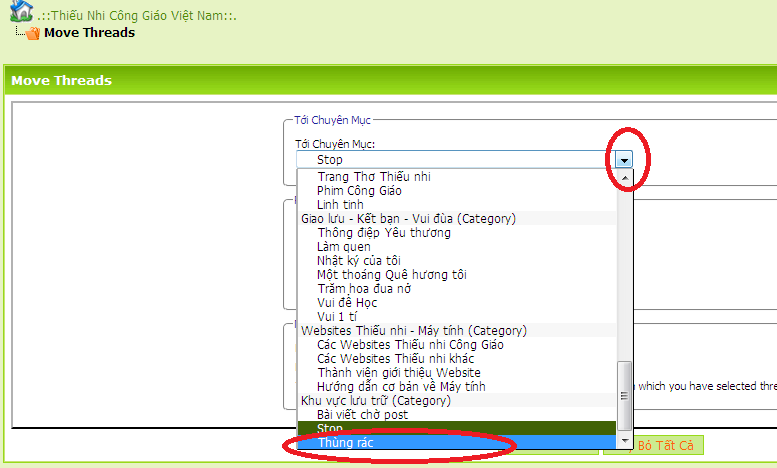 .::Thiếu Nhi Công Giáo Việt Nam::.
Move Threads
Move Threads
Tới Chuyên Mục
Tới Chuyên Mục:
Stop
Trang Thơ Thiếu nhi
Phim Công Giáo
Linh tinh
Giao lưu - Kết bạn - Vui đùa (Category)
Thông điệp Yêu thương
Làm quen
Nhật ký của tôi
Một thoáng Quê hương tôi
Trăm hoa đua nở
Vui để Học
Vui 1 tí
Websites Thiếu nhi - Máy tính (Category)
Các Websites Thiếu nhi Công Giáo
Các Websites Thiếu nhi khác
Thành viên giới thiệu Website
Hướng dẫn cơ bản về Máy tính
which you have selected threa
Khu vực lưu trữ (Category)
Bài viết chờ post
Stop
Thùng rác
Bỏ Tất Cả